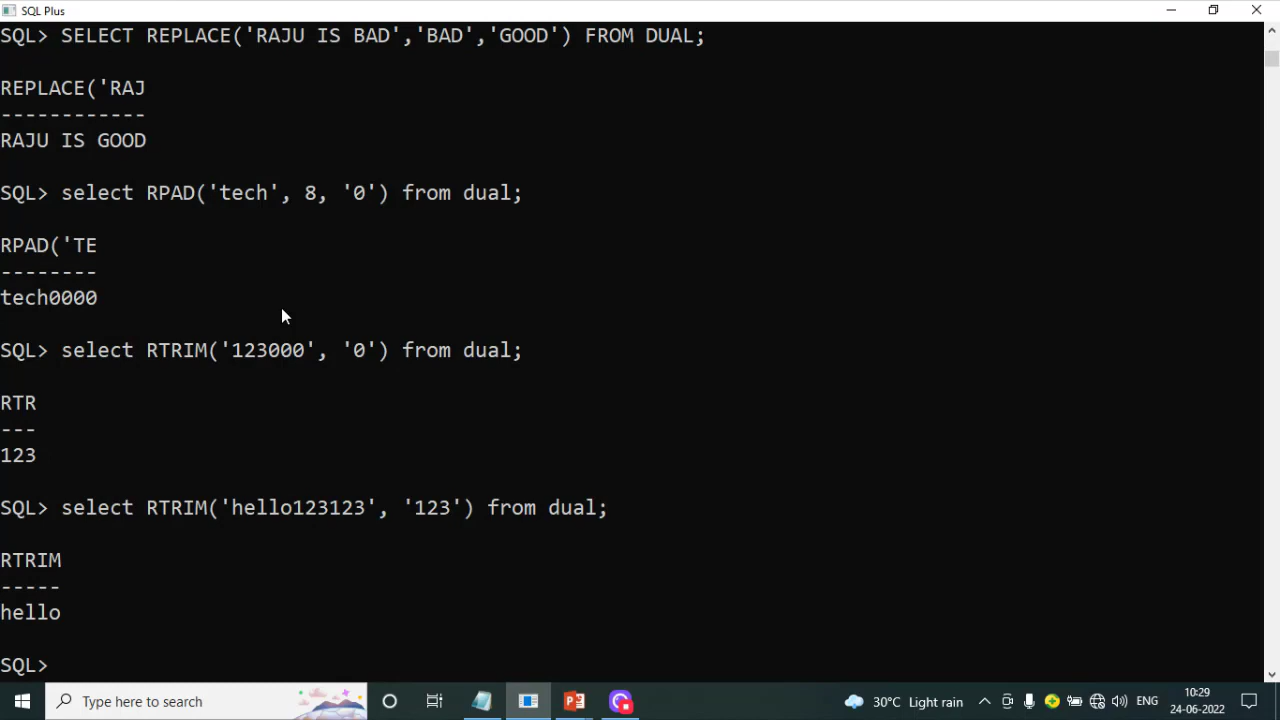 SQL Plus
SQL> SELECT REPLACE('RAJU IS BAD','BAD','GOOD') FROM DUAL;
REPLACE('RAJ
------------
RAJU IS GOOD
SQL> select RPAD('tech', 8, '0') from dual;
RPAD('TE
--------
tech0000
SQL> select RTRIM('123000', '0') from dual;
RTR
---
123
SQL> select RTRIM('hello123123', '123') from dual;
RTRIM
-----
hello
SQL>
Type here to search
30°C Light rain
ENG
10:29
24-06-2022